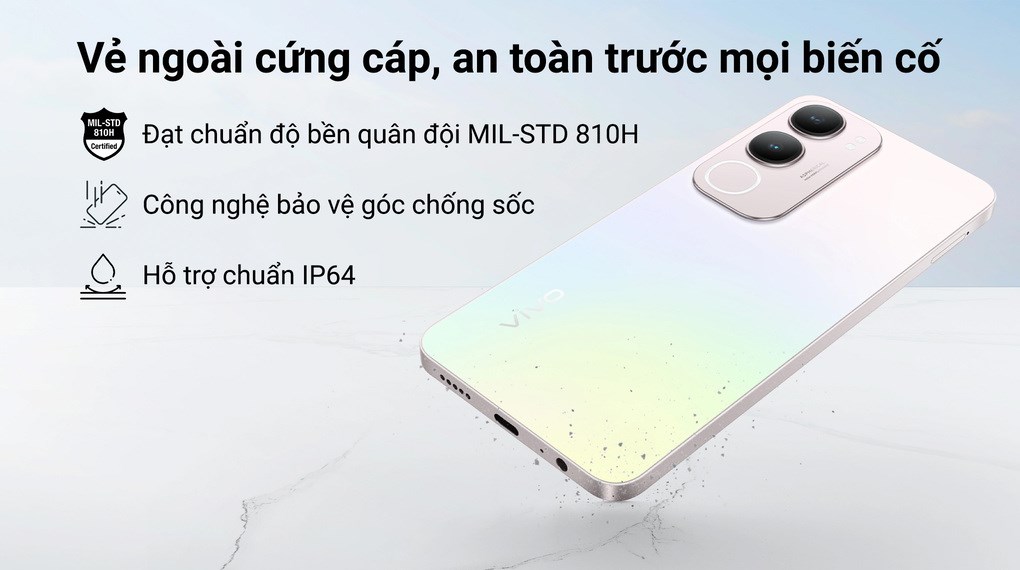 Vẻ ngoài cứng cáp, an toàn trước mọi biến cố
MIL-STD
810H
Certified
Đạt chuẩn độ bền quân đội MIL-STD 810H
Công nghệ bảo vệ góc chống sốc
Hỗ trợ chuẩn IP64
vivo